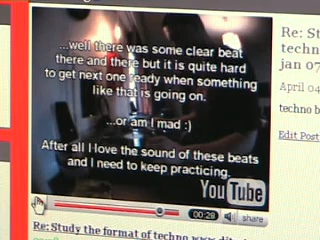 ...well there was some clear beat
there and there but it is quite hard
to get next one ready when something
like that is going on.
...or am I mad :)
After all I love the sound of these beats
and I need to keep practicing.
YouTube
00:28
share
Re: Study the format of techno
Re: St
techn
jan 07
April 04
techno b
Edit Post